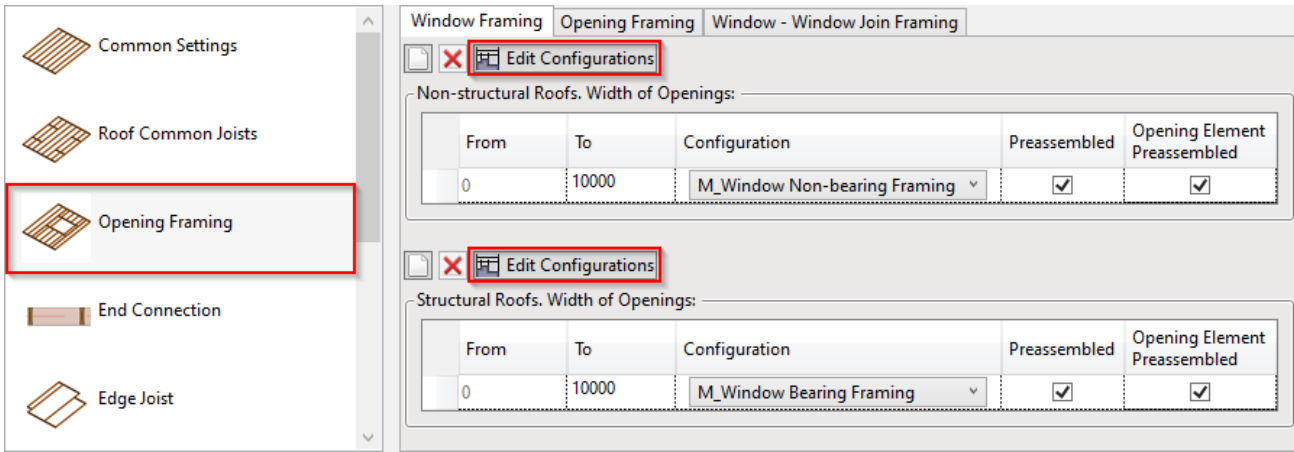 Common Settings
Roof Common Joists
Opening Framing
End Connection
Edge Joist
Window Framing Opening Framing Window - Window Join Framing
Edit Configurations
Non-structural Roofs. Width of Openings:
From To Configuration Preassembled Opening Element
Preassembled
0 10000 M_Window Non-bearing Framing
Edit Configurations
Structural Roofs. Width of Openings:
From To Configuration Preassembled Opening Element
Preassembled
0 10000 M_Window Bearing Framing